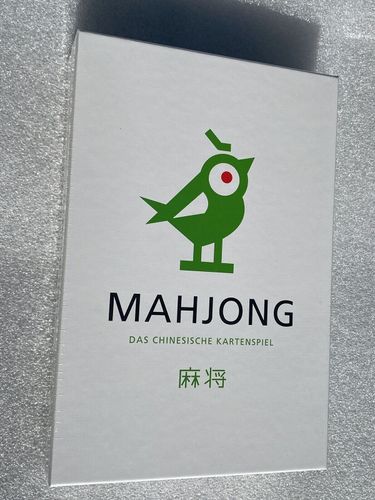 MAHJONG
DAS CHINESISCHE KARTENSPIEL
麻将